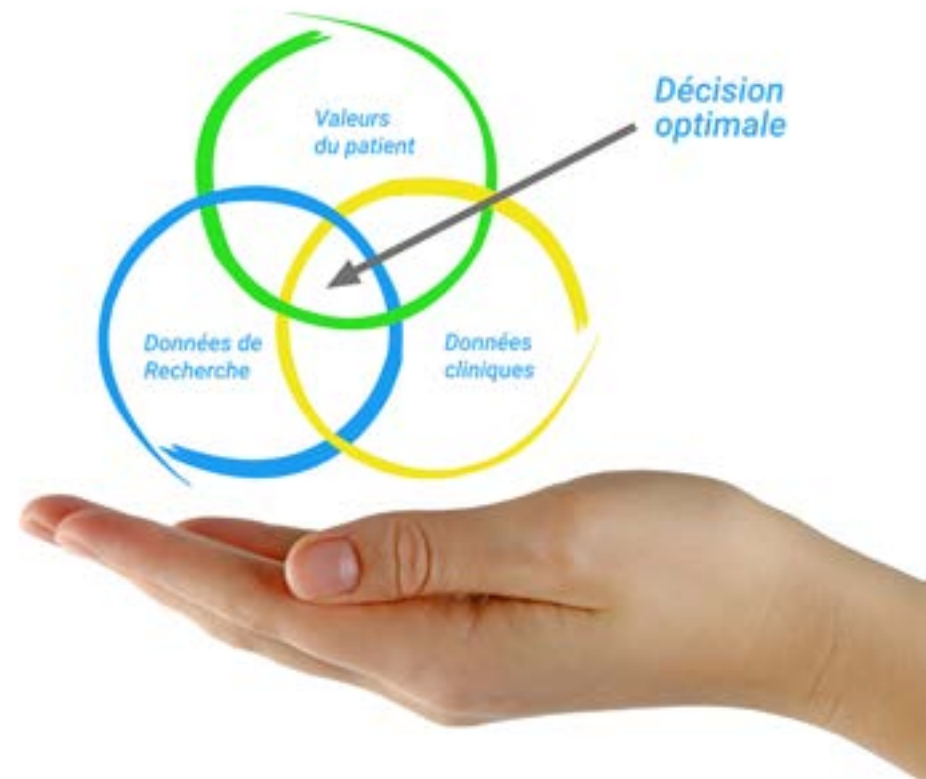 Valeurs
du patient
Décision
optimale
Données de
Recherche
Données
cliniques